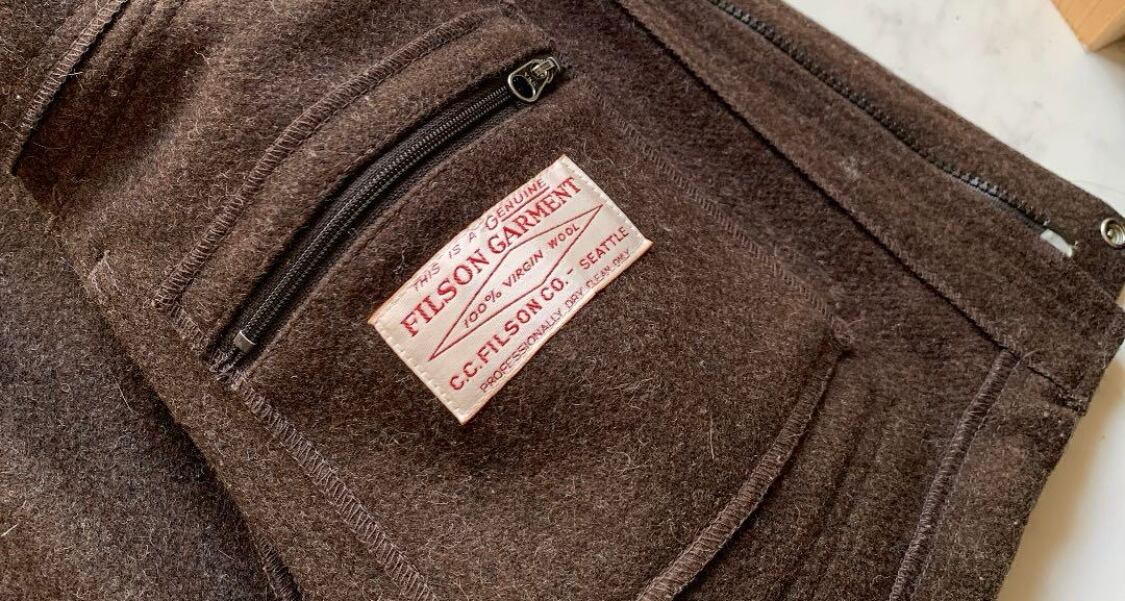 THIS IS A GENUINE
FILSON GARMENT
100% VIRGIN WOOL
C.C. FILSON CO. - SEATTLE
PROFESSIONALLY DRY CLEAN ONLY